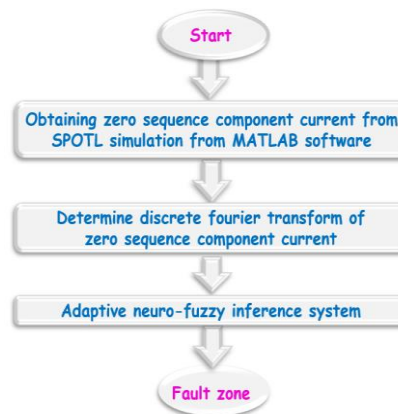 Start
Obtaining zero sequence component current from
SPOTL simulation from MATLAB software
Determine discrete fourier transform of
zero sequence component current
Adaptive neuro-fuzzy inference system
Fault zone